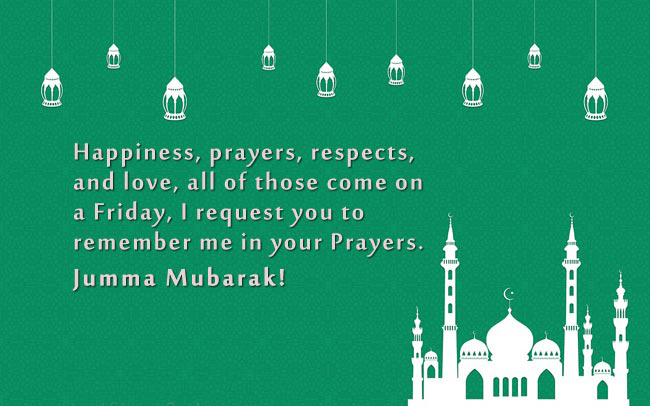 Happiness, prayers, respects,
and love, all of those come on
a Friday, I request you to
remember me in your Prayers.
Jumma Mubarak!